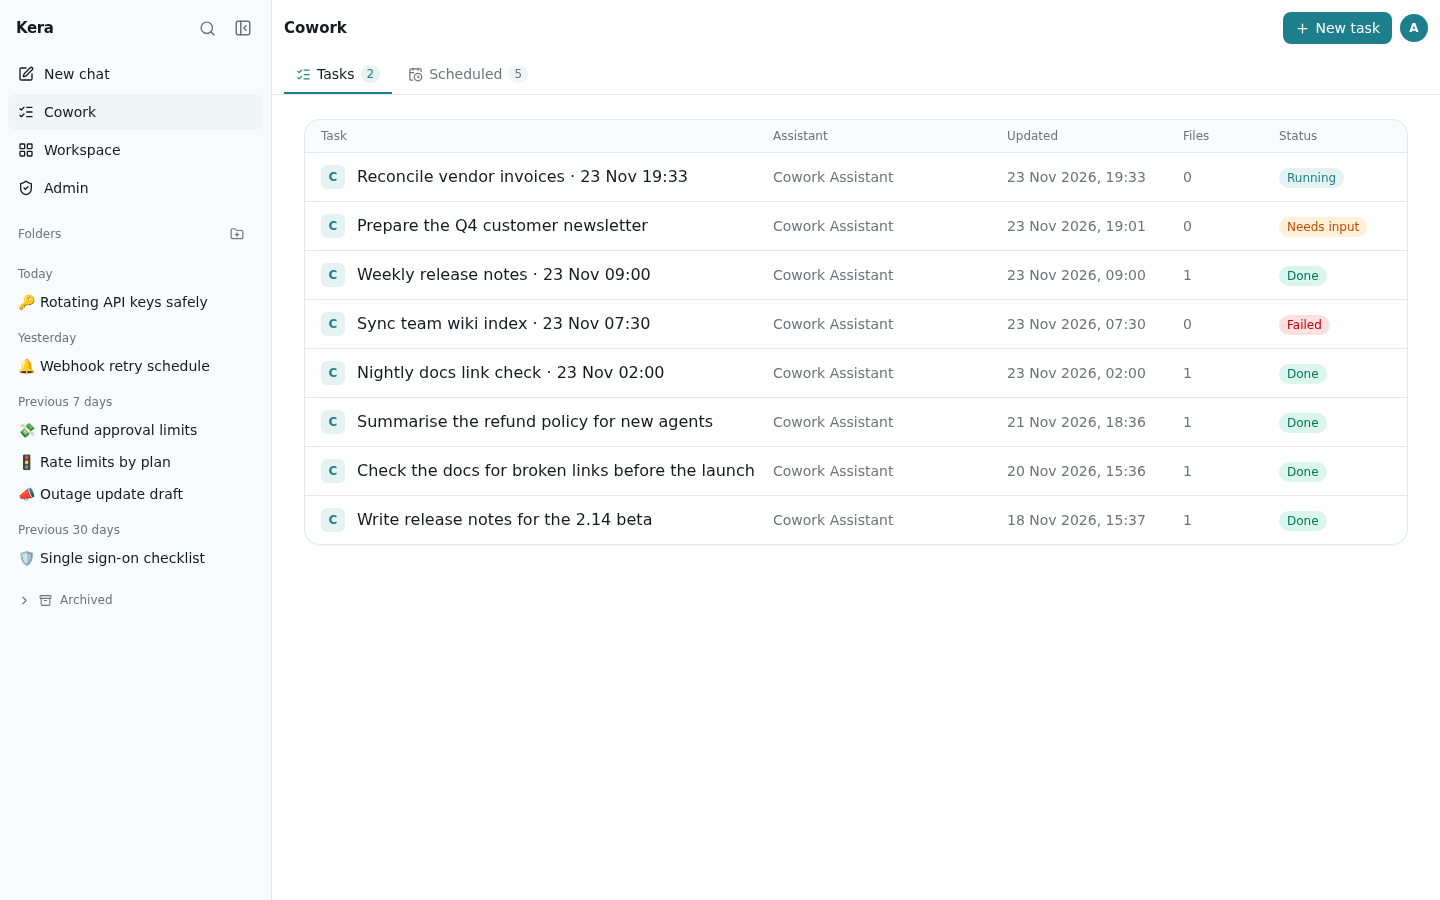 Kera
New chat
Cowork
Workspace
Admin
Folders
Today
🔑 Rotating API keys safely
Yesterday
🔔 Webhook retry schedule
Previous 7 days
💸 Refund approval limits
🚦 Rate limits by plan
📣 Outage update draft
Previous 30 days
🛡️ Single sign-on checklist
Archived
Cowork
New task A
Tasks 2 Scheduled 5
Task Assistant Updated Files Status
C Reconcile vendor invoices · 23 Nov 19:33 Cowork Assistant 23 Nov 2026, 19:33 0 Running
C Prepare the Q4 customer newsletter Cowork Assistant 23 Nov 2026, 19:01 0 Needs input
C Weekly release notes · 23 Nov 09:00 Cowork Assistant 23 Nov 2026, 09:00 1 Done
C Sync team wiki index · 23 Nov 07:30 Cowork Assistant 23 Nov 2026, 07:30 0 Failed
C Nightly docs link check · 23 Nov 02:00 Cowork Assistant 23 Nov 2026, 02:00 1 Done
C Summarise the refund policy for new agents Cowork Assistant 21 Nov 2026, 18:36 1 Done
C Check the docs for broken links before the launch Cowork Assistant 20 Nov 2026, 15:36 1 Done
C Write release notes for the 2.14 beta Cowork Assistant 18 Nov 2026, 15:37 1 Done